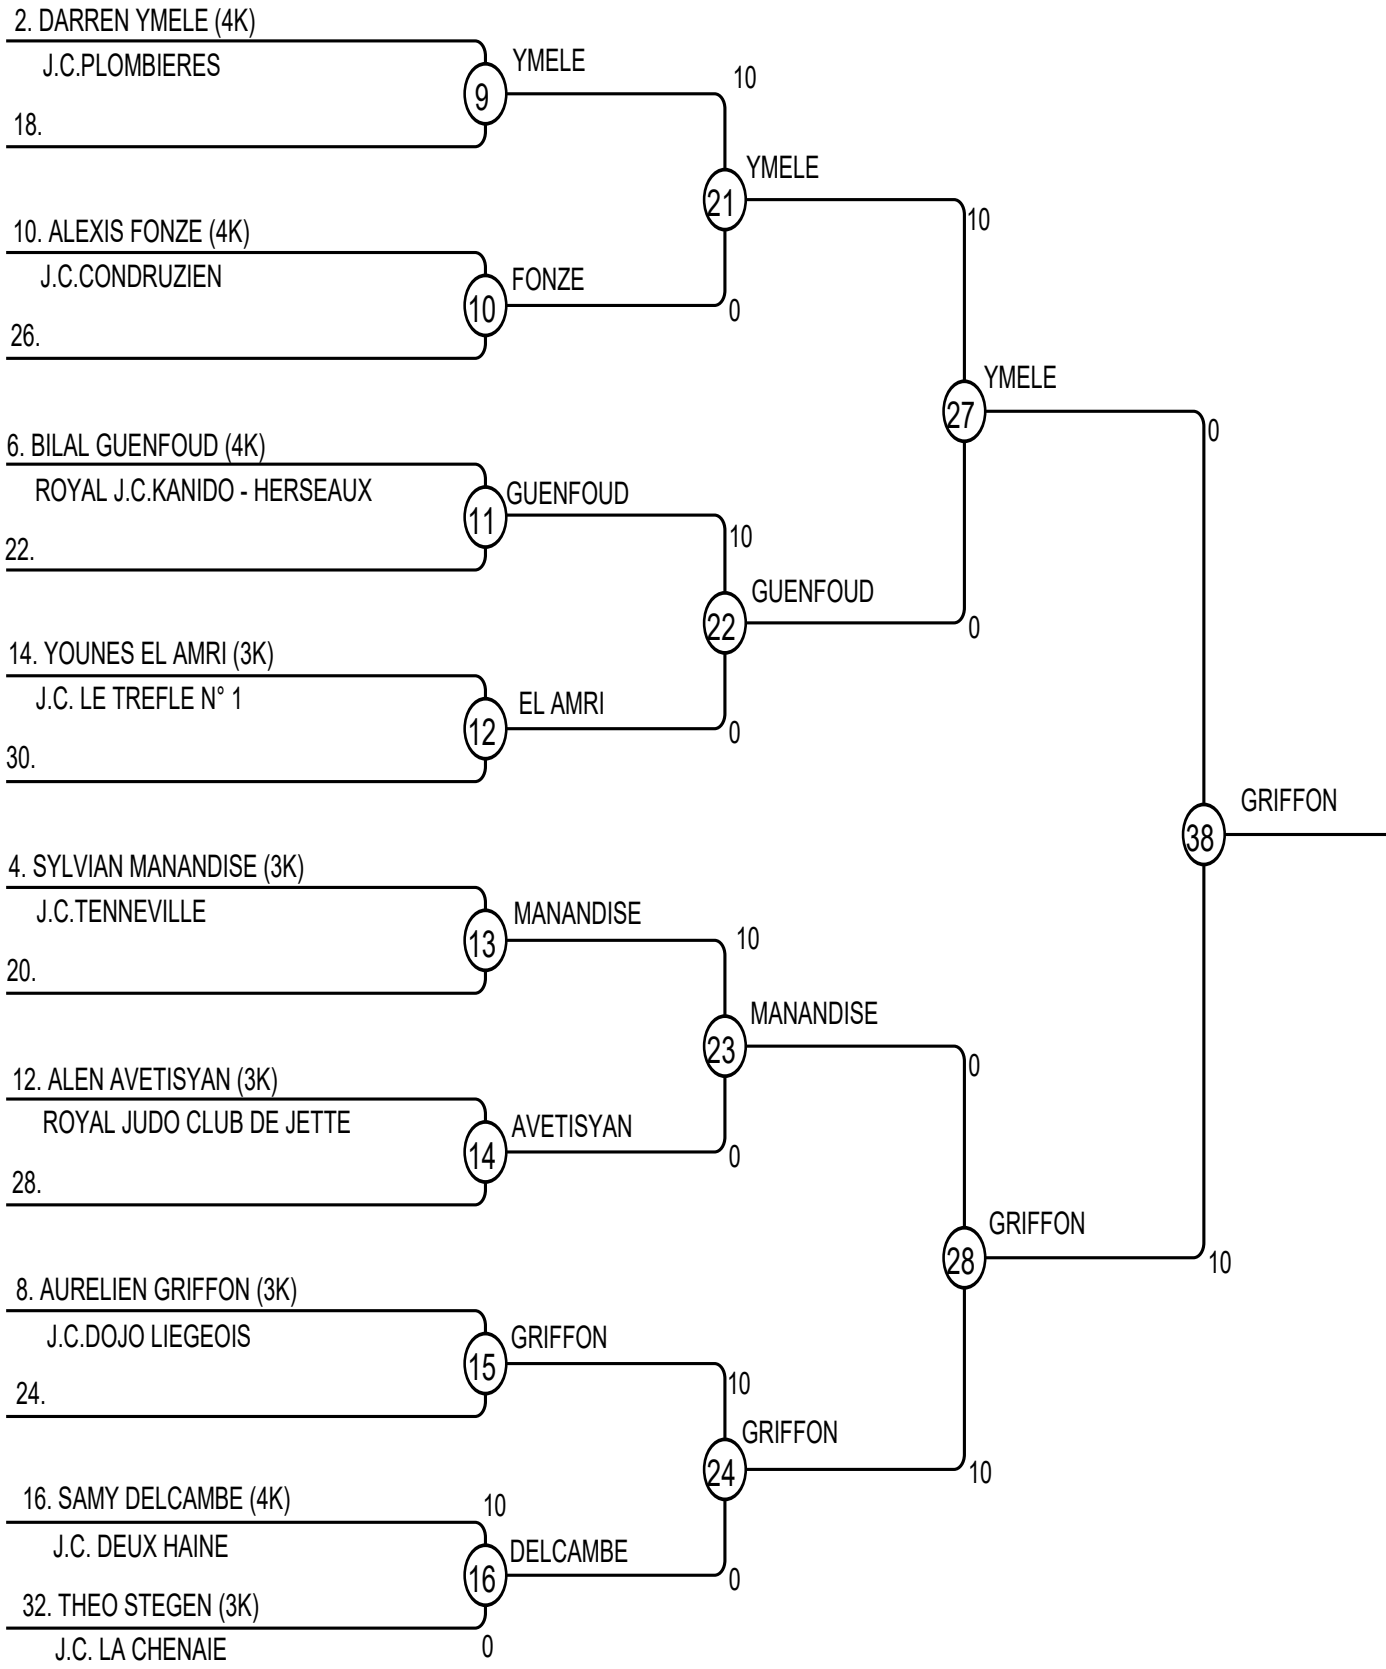 2. DARREN YMELE (4K)
J.C.PLOMBIERES
18.
9
YMELE
10
21
YMELE
10
10. ALEXIS FONZE (4K)
J.C.CONDRUZIEN
26.
10
FONZE
0
27
YMELE
0
6. BILAL GUENFOUD (4K)
ROYAL J.C.KANIDO - HERSEAUX
22.
11
GUENFOUD
10
22
GUENFOUD
0
14. YOUNES EL AMRI (3K)
J.C. LE TREFLE N° 1
30.
12
EL AMRI
0
38
GRIFFON
4. SYLVIAN MANANDISE (3K)
J.C.TENNEVILLE
20.
13
MANANDISE
10
23
MANANDISE
0
12. ALEN AVETISYAN (3K)
ROYAL JUDO CLUB DE JETTE
28.
14
AVETISYAN
0
28
GRIFFON
10
8. AURELIEN GRIFFON (3K)
J.C.DOJO LIEGEOIS
24.
15
GRIFFON
10
24
GRIFFON
10
16. SAMY DELCAMBE (4K)
10
J.C. DEUX HAINE
16
DELCAMBE
0
32. THEO STEGEN (3K)
J.C. LA CHENAIE
0